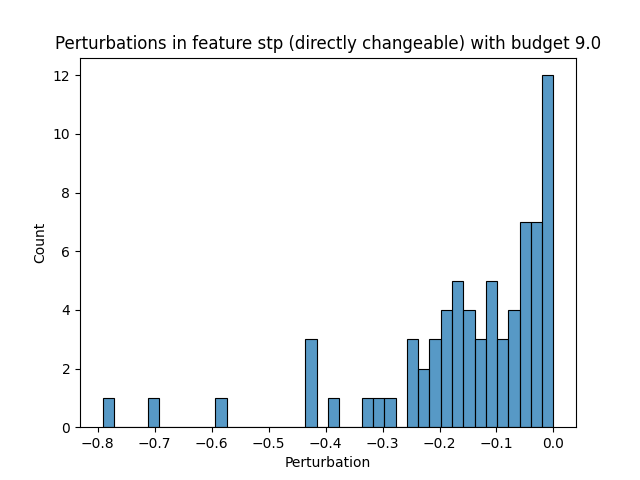 Perturbations in feature stp (directly changeable) with budget 9.0
12
10
8
6
4
2
0
Count
−0.8 −0.7 −0.6 −0.5 −0.4 −0.3 −0.2 −0.1 0.0
Perturbation